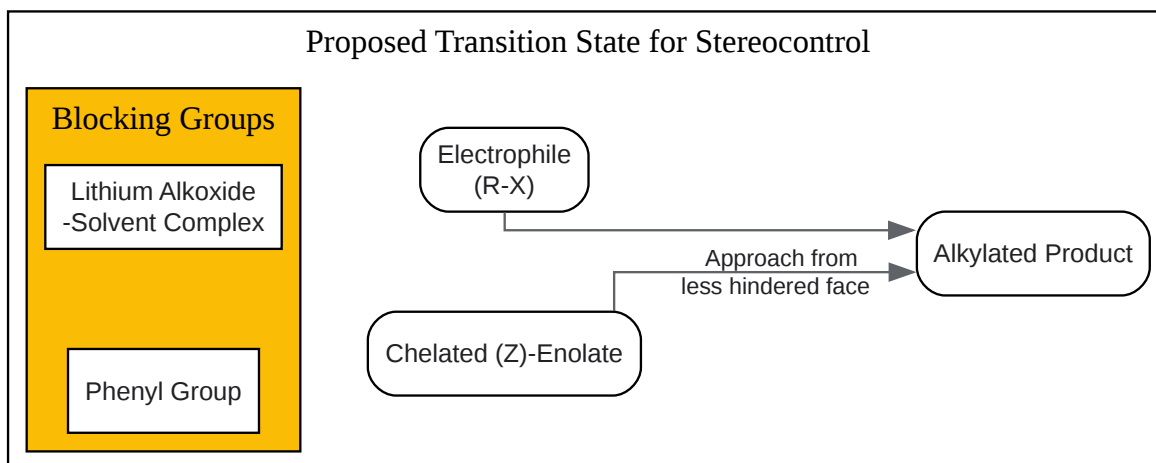 Proposed Transition State for Stereocontrol
Blocking Groups
Lithium Alkoxide
-Solvent Complex
Phenyl Group
Electrophile
(R-X)
Approach from
less hindered face
Chelated (Z)-Enolate
Alkylated Product